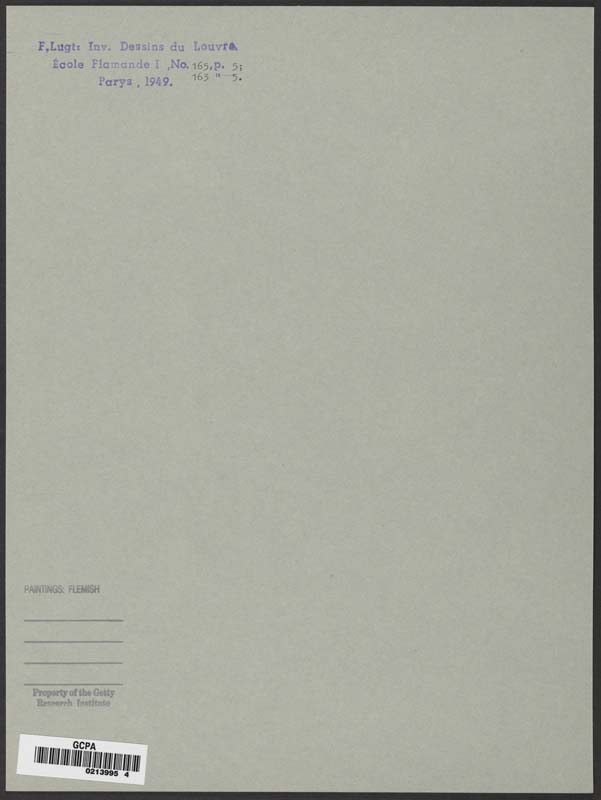 F, Lugt: Inv. Dessins du Louvre.
École Flamande I , No. 165, p. 5;
163 " 5.
Parys , 1949.
PAINTINGS: FLEMISH
Property of the Getty
Research Institute
GCPA
0213995 4